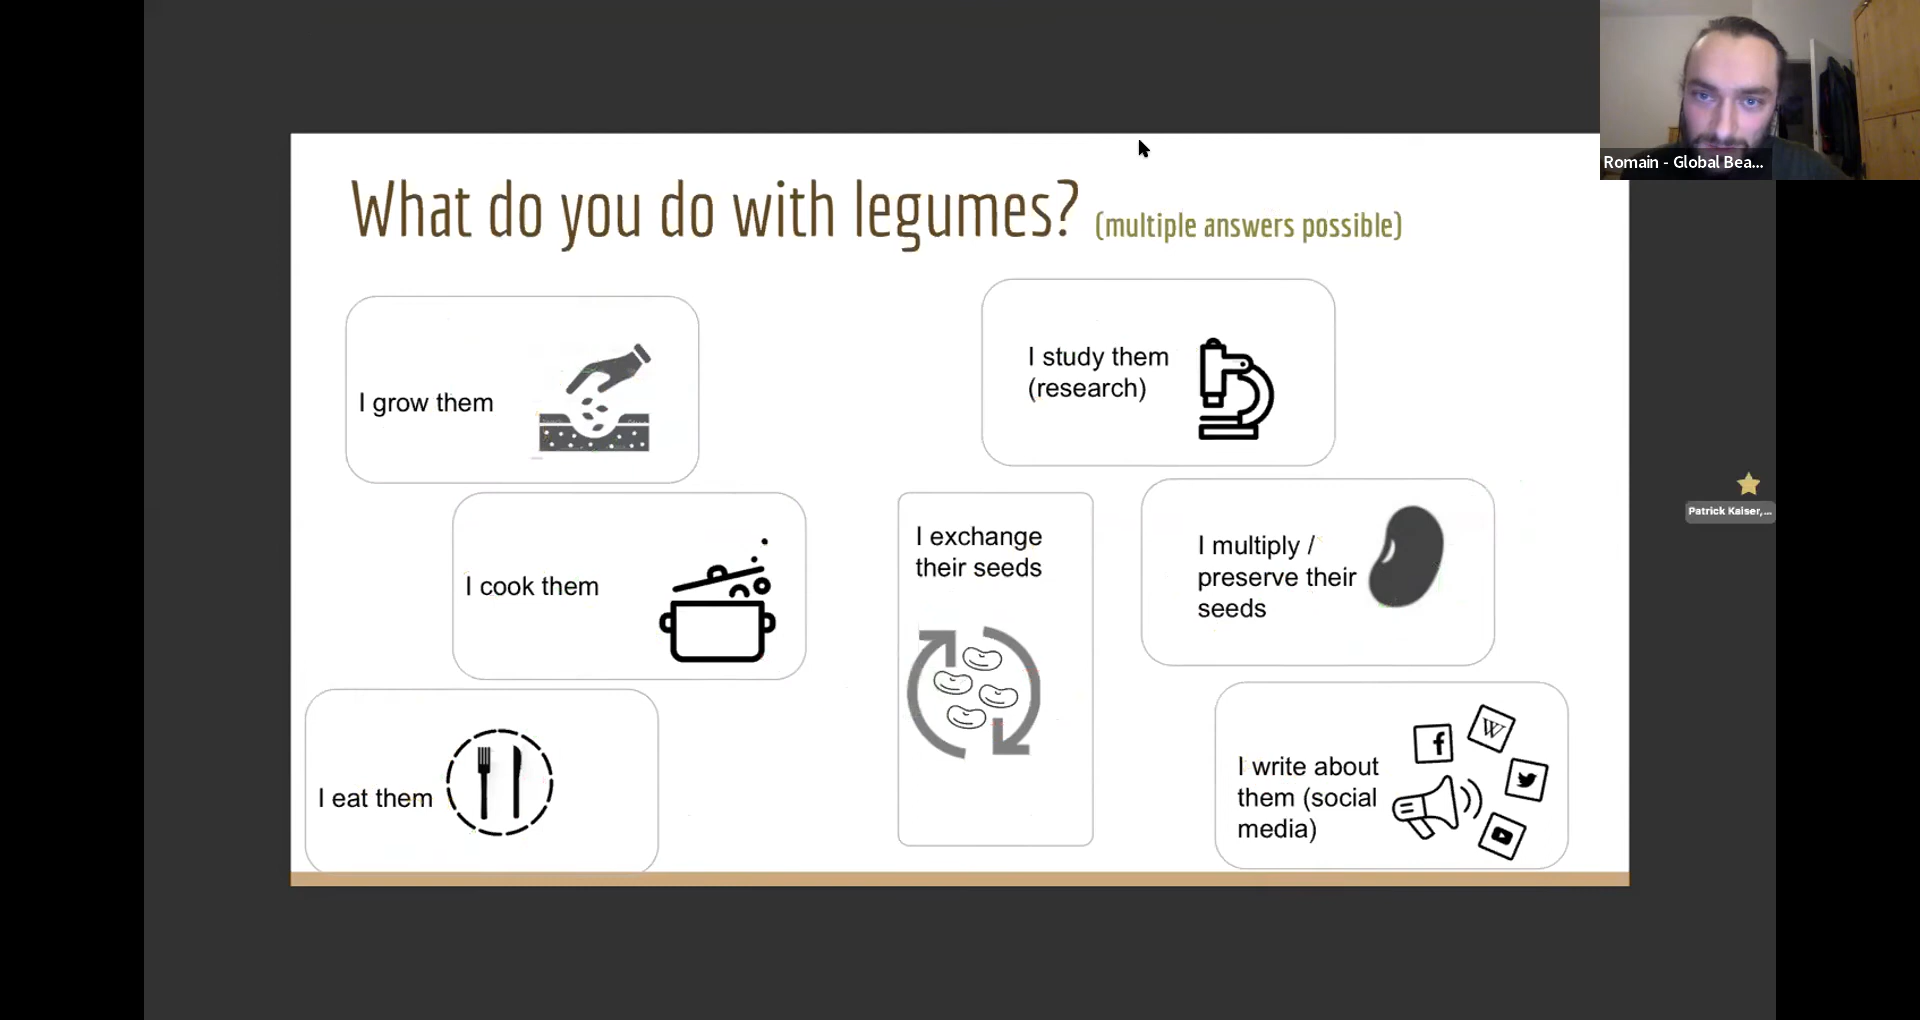 What do you do with legumes? (multiple answers possible)
I grow them
I study them
(research)
I cook them
I exchange
their seeds
I multiply /
preserve their
seeds
I eat them
I write about
them (social
media)
f
W
Romain - Global Bea...
Patrick Kaiser,...